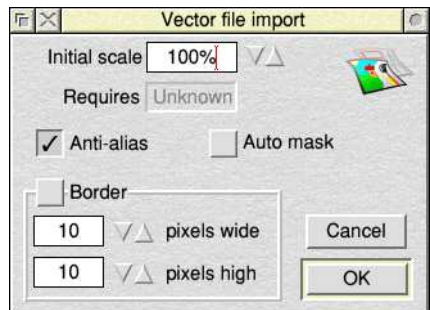 Vector file import
Initial scale 100%
Requires Unknown
Anti-alias Auto mask
Border
10 pixels wide Cancel
10 pixels high OK